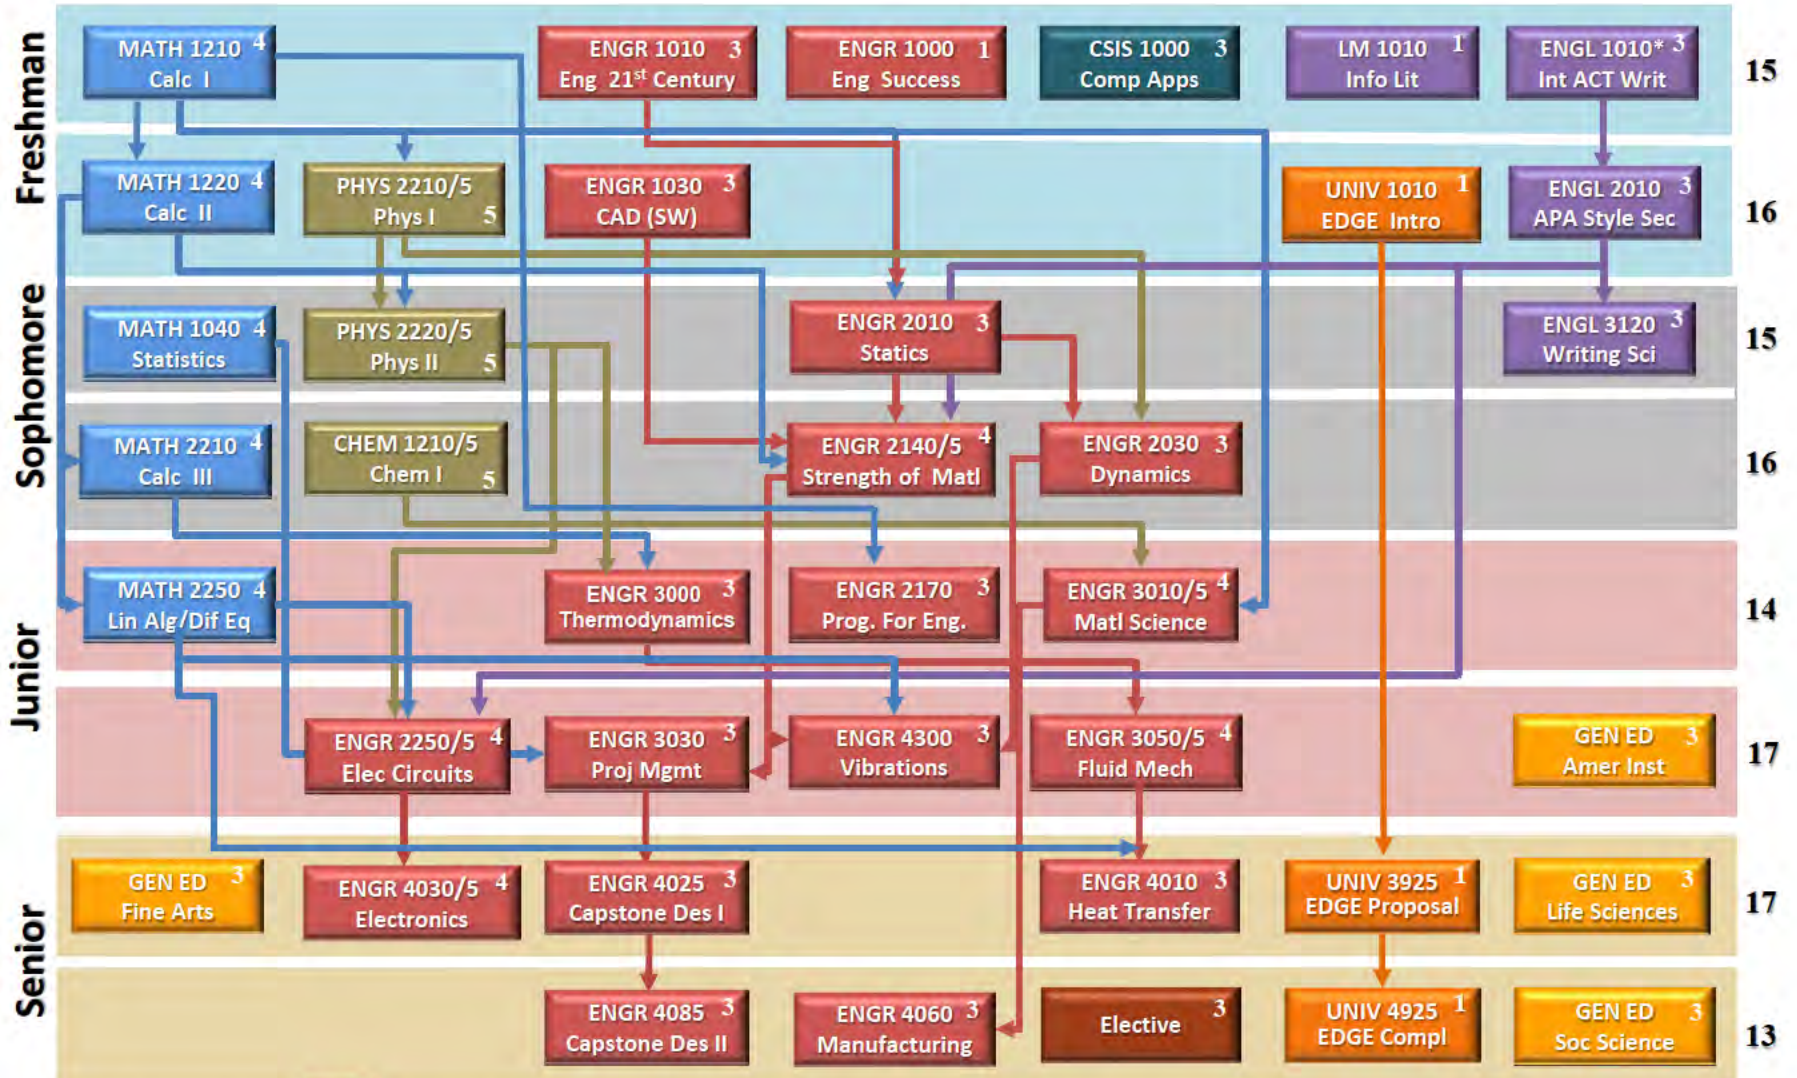 Freshman
MATH 1210 4
Calc I
ENGR 1010 3
Eng 21st Century
ENGR 1000 1
Eng Success
CSIS 1000 3
Comp Apps
LM 1010 1
Info Lit
ENGL 1010* 3
Int ACT Writ
15
MATH 1220 4
Calc II
PHYS 2210/5
Phys I 5
ENGR 1030 3
CAD (SW)
UNIV 1010 1
EDGE Intro
ENGL 2010 3
APA Style Sec
16
Sophomore
MATH 1040 4
Statistics
PHYS 2220/5
Phys II 5
ENGR 2010 3
Statics
ENGL 3120 3
Writing Sci
15
MATH 2210 4
Calc III
CHEM 1210/5
Chem I 5
ENGR 2140/5 4
Strength of Matl
ENGR 2030 3
Dynamics
16
Junior
MATH 2250 4
Lin Alg/Dif Eq
ENGR 3000 3
Thermodynamics
ENGR 2170 3
Prog. For Eng.
ENGR 3010/5 4
Matl Science
14
ENGR 2250/5 4
Elec Circuits
ENGR 3030 3
Proj Mgmt
ENGR 4300 3
Vibrations
ENGR 3050/5 4
Fluid Mech
GEN ED 3
Amer Inst
17
Senior
GEN ED 3
Fine Arts
ENGR 4030/5 4
Electronics
ENGR 4025 3
Capstone Des I
ENGR 4010 3
Heat Transfer
UNIV 3925 1
EDGE Proposal
GEN ED 3
Life Sciences
17
ENGR 4085 3
Capstone Des II
ENGR 4060 3
Manufacturing
Elective 3
UNIV 4925 1
EDGE Compl
GEN ED 3
Soc Science
13